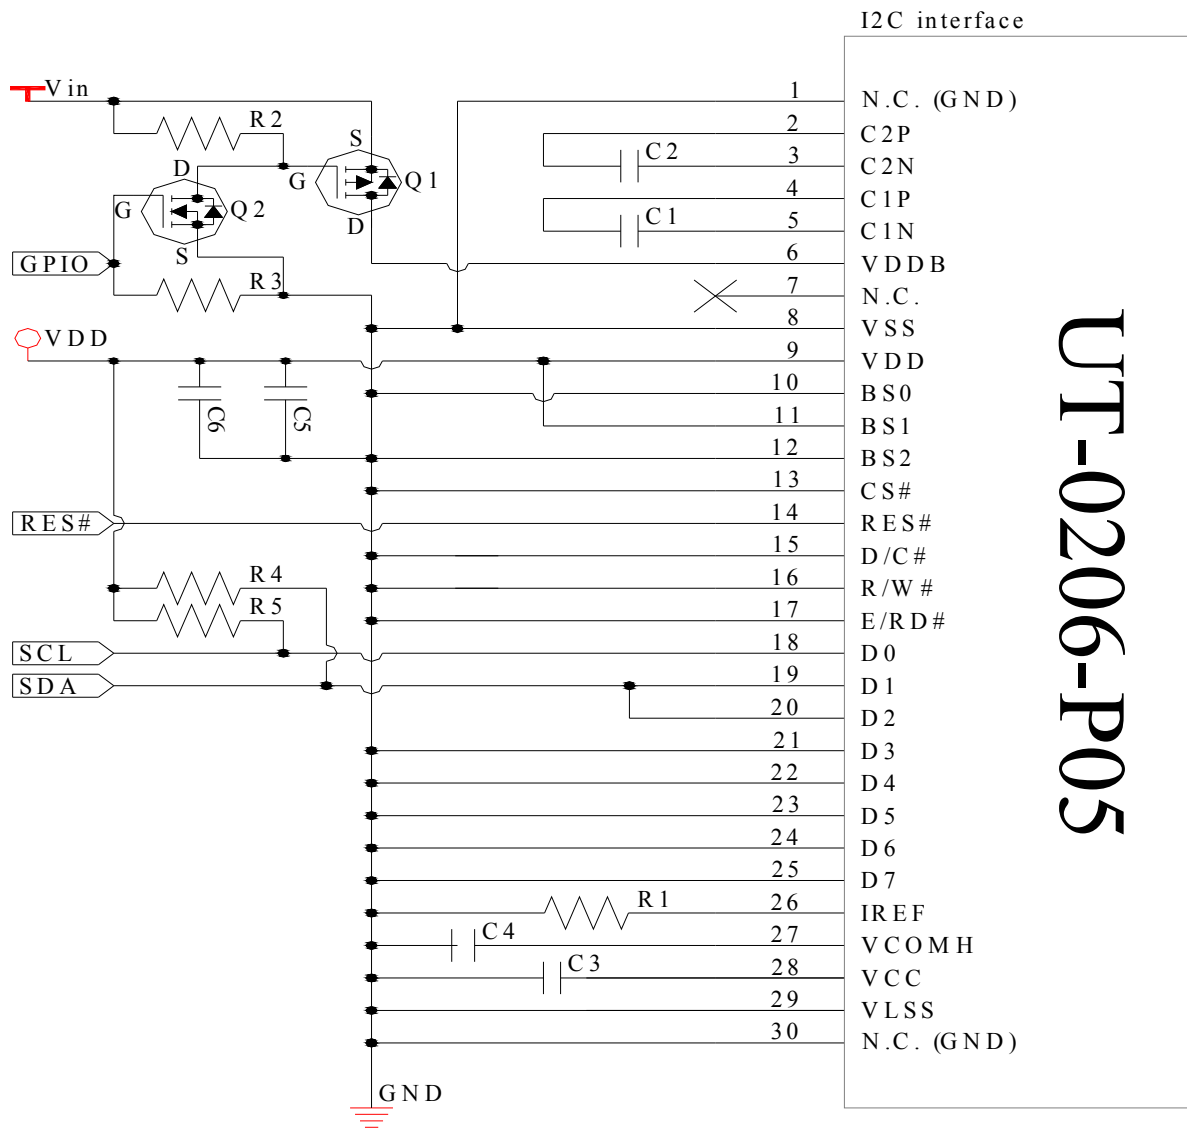 I2C interface
Vin
R2
S
G
Q1
D
D
G
Q2
S
GPIO
R3
VDD
C6
C5
RES#
R4
R5
SCL
SDA
C2
C1
R1
C4
C3
GND
1 N.C. (GND)
2 C2P
3 C2N
4 C1P
5 C1N
6 VDDB
7 N.C.
8 VSS
9 VDD
10 BS0
11 BS1
12 BS2
13 CS#
14 RES#
15 D/C#
16 R/W#
17 E/RD#
18 D0
19 D1
20 D2
21 D3
22 D4
23 D5
24 D6
25 D7
26 IREF
27 VCOMH
28 VCC
29 VLSS
30 N.C. (GND)
UT-0206-P05